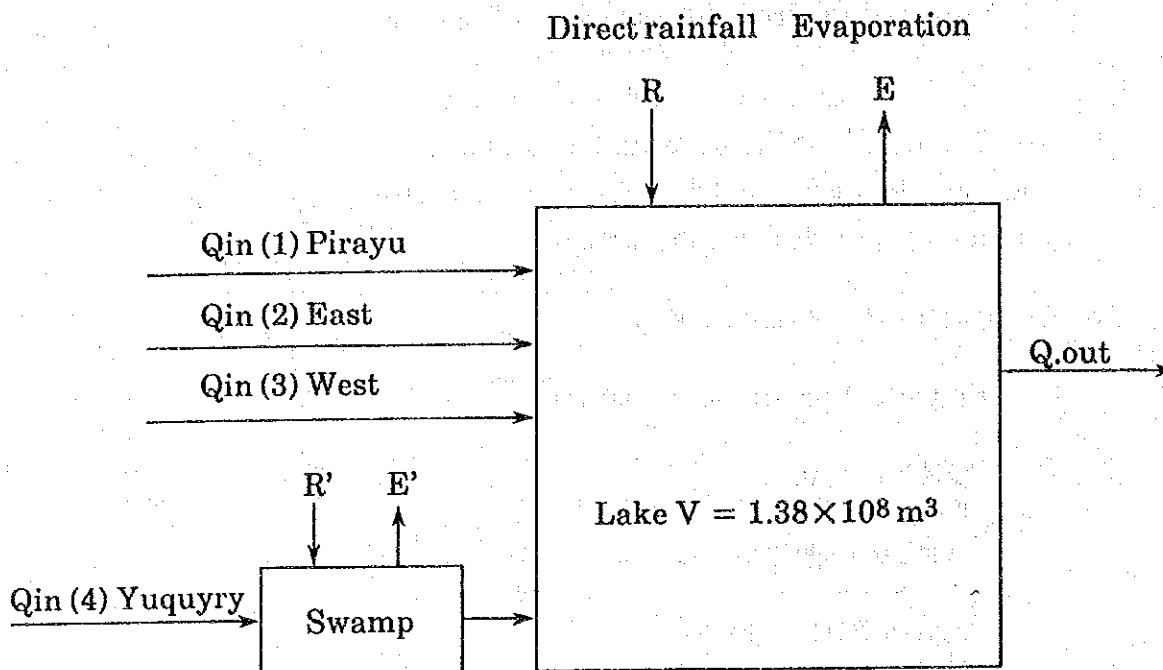 Direct rainfall Evaporation
R E
Qin (1) Pirayu
Qin (2) East
Q.out
Qin (3) West
R' E'
Lake V = 1.38×10⁸ m³
Qin (4) Yuquyry
Swamp